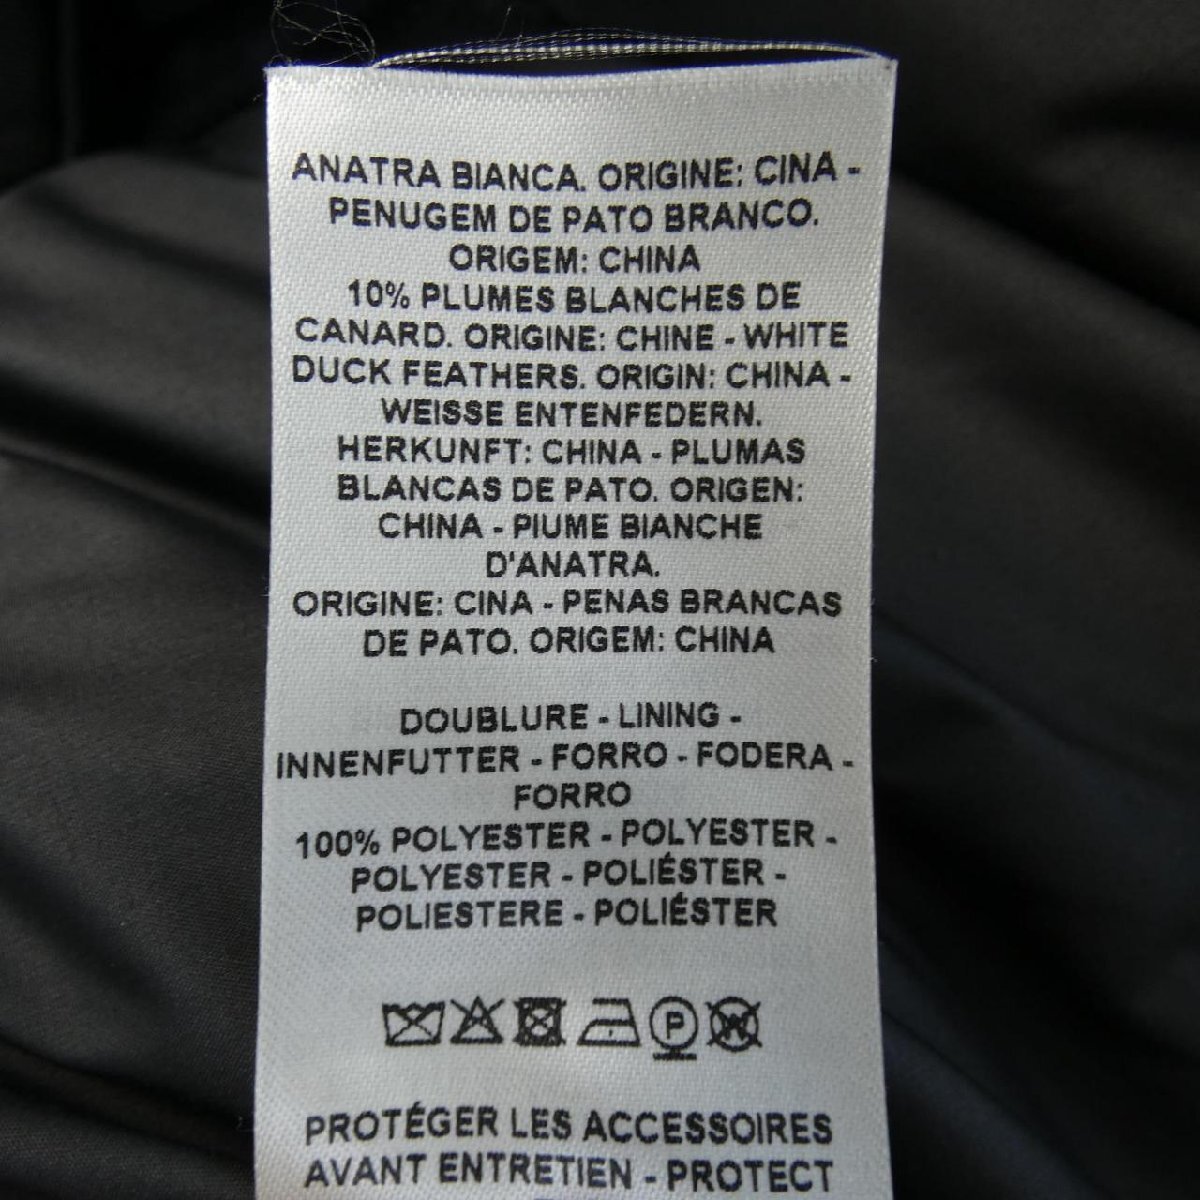 ANATRA BIANCA. ORIGINE: CINA -
PENUGEM DE PATO BRANCO.
ORIGEM: CHINA
10% PLUMES BLANCHES DE
CANARD. ORIGINE: CHINE - WHITE
DUCK FEATHERS. ORIGIN: CHINA -
WEISSE ENTENFEDERN.
HERKUNFT: CHINA - PLUMAS
BLANCAS DE PATO. ORIGEN:
CHINA - PIUME BIANCHE
D'ANATRA.
ORIGINE: CINA - PENAS BRANCAS
DE PATO. ORIGEM: CHINA
DOUBLURE - LINING -
INNENFUTTER - FORRO - FODERA -
FORRO
100% POLYESTER - POLYESTER -
POLYESTER - POLIÉSTER -
POLIESTERE - POLIÉSTER
P W
PROTÉGER LES ACCESSOIRES
AVANT ENTRETIEN - PROTECT